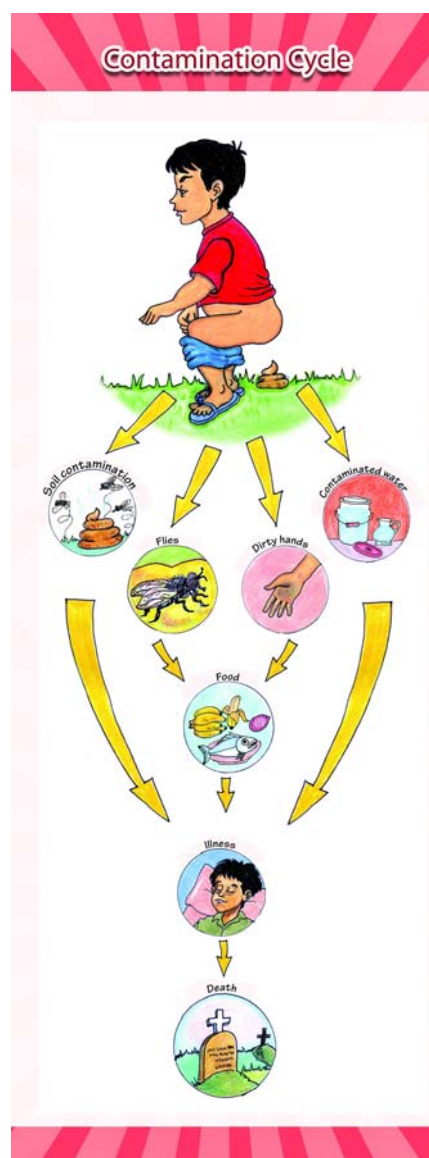 Contamination Cycle
Soil contamination
Contaminated water
Flies
Dirty hands
Food
Illness
Death